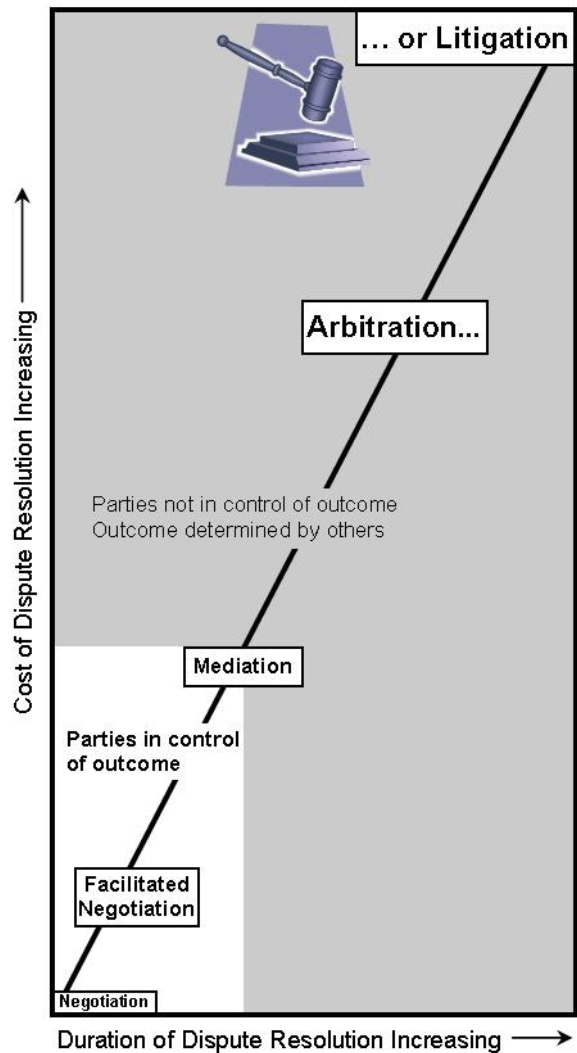 … or Litigation
Arbitration...
Parties not in control of outcome
Outcome determined by others
Mediation
Parties in control
of outcome
Facilitated
Negotiation
Negotiation
Cost of Dispute Resolution Increasing
Duration of Dispute Resolution Increasing